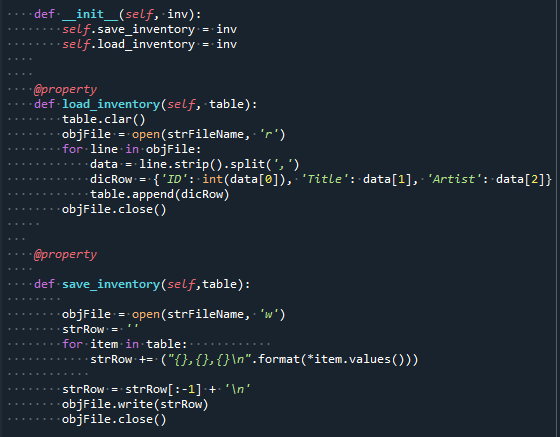 def __init__(self, inv):
self.save_inventory = inv
self.load_inventory = inv
@property
def load_inventory(self, table):
table.clar()
objFile = open(strFileName, 'r')
for line in objFile:
data = line.strip().split(',')
dicRow = {'ID': int(data[0]), 'Title': data[1], 'Artist': data[2]}
table.append(dicRow)
objFile.close()
@property
def save_inventory(self,table):
objFile = open(strFileName, 'w')
strRow = ''
for item in table:
strRow += ("{},{},{}\n".format(*item.values()))
strRow = strRow[:-1] + '\n'
objFile.write(strRow)
objFile.close()